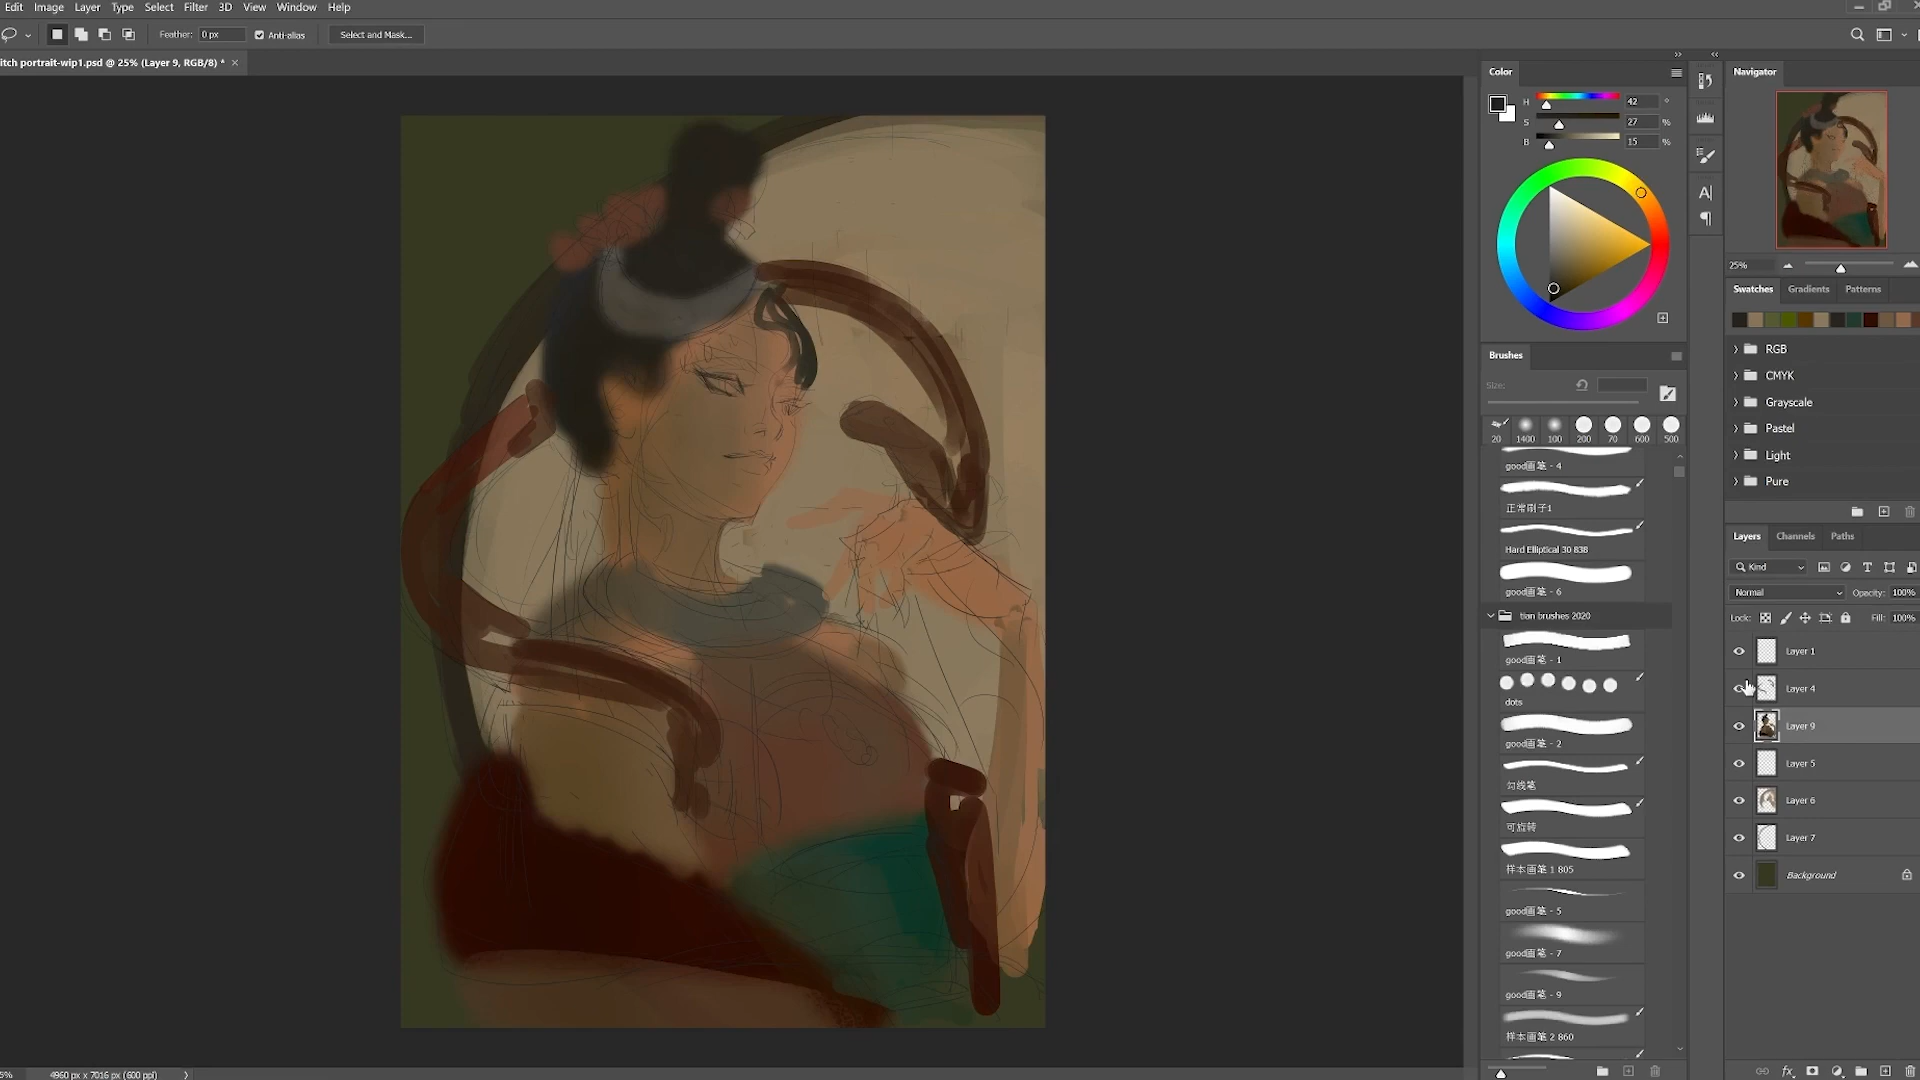 Edit Image Layer Type Select Filter 3D View Window Help
Feather: 0 px Anti-alias Select and Mask...
itch portrait-wip1.psd @ 25% (Layer 9, RGB/8) * ×
Color
H 42 °
S 27 %
B 15 %
Navigator
25%
Swatches Gradients Patterns
RGB
CMYK
Grayscale
Pastel
Light
Pure
Brushes
Size:
20 1400 100 200 70 600 500
good画笔 - 4
正常刷子1
Hard Elliptical 30 838
good画笔 - 6
tian brushes 2020
good画笔 - 1
dots
good画笔 - 2
勾线笔
可旋转
样本画笔 1 805
good画笔 - 5
good画笔 - 7
good画笔 - 9
样本画笔 2 860
Layers Channels Paths
Kind
Normal Opacity: 100%
Lock: Fill: 100%
Layer 1
Layer 4
Layer 9
Layer 5
Layer 6
Layer 7
Background
5% 4960 px x 7016 px (600 ppi)